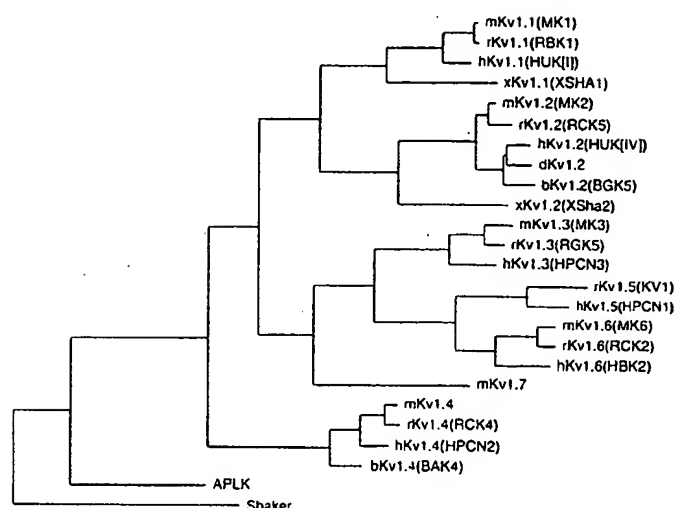 mKv1.1(MK1)
rKv1.1(RBK1)
hKv1.1(HUK[I])
xKv1.1(XSHA1)
mKv1.2(MK2)
rKv1.2(RCK5)
hKv1.2(HUK[IV])
dKv1.2
bKv1.2(BGK5)
xKv1.2(XSha2)
mKv1.3(MK3)
rKv1.3(RGK5)
hKv1.3(HPCN3)
rKv1.5(KV1)
hKv1.5(HPCN1)
mKv1.6(MK6)
rKv1.6(RCK2)
hKv1.6(HBK2)
mKv1.7
mKv1.4
rKv1.4(RCK4)
hKv1.4(HPCN2)
bKv1.4(BAK4)
APLK
Shaker